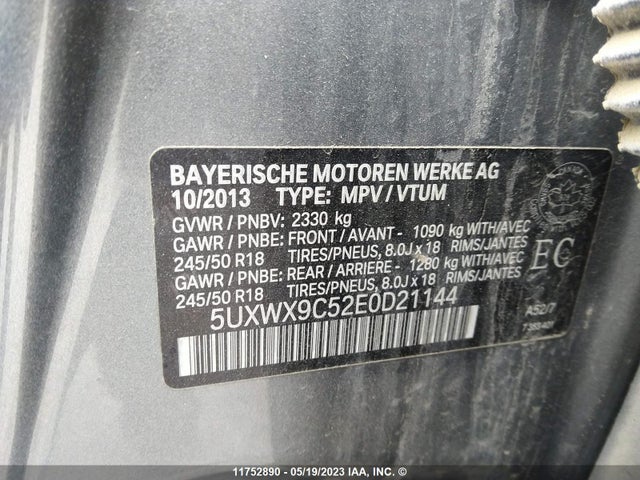 BAYERISCHE MOTOREN WERKE AG
10/2013 TYPE: MPV / VTUM
GVWR / PNBV: 2330 kg
GAWR / PNBE: FRONT / AVANT - 1090 kg WITH/AVEC
245/50 R18 TIRES/PNEUS, 8.0J x 18 RIMS/JANTES
GAWR / PNBE: REAR / ARRIERE - 1280 kg WITH/AVEC
245/50 R18 TIRES/PNEUS, 8.0J x 18 RIMS/JANTES
EC
5UXWX9C52E0D21144
A52/7
11752890 - 05/19/2023 IAA, INC. ©